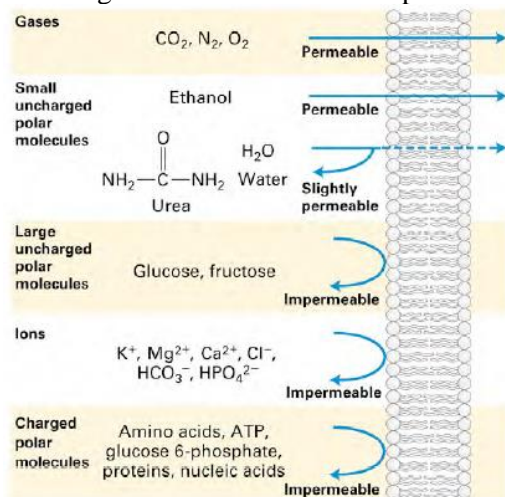 Gases
CO₂, N₂, O₂
Permeable
Small
uncharged
polar
molecules
Ethanol
Permeable
O
H₂O
NH₂—C—NH₂ Water
Urea
Slightly
permeable
Large
uncharged
polar
molecules
Glucose, fructose
Impermeable
Ions
K⁺, Mg²⁺, Ca²⁺, Cl⁻,
HCO₃⁻, HPO₄²⁻
Impermeable
Charged
polar
molecules
Amino acids, ATP,
glucose 6-phosphate,
proteins, nucleic acids
Impermeable